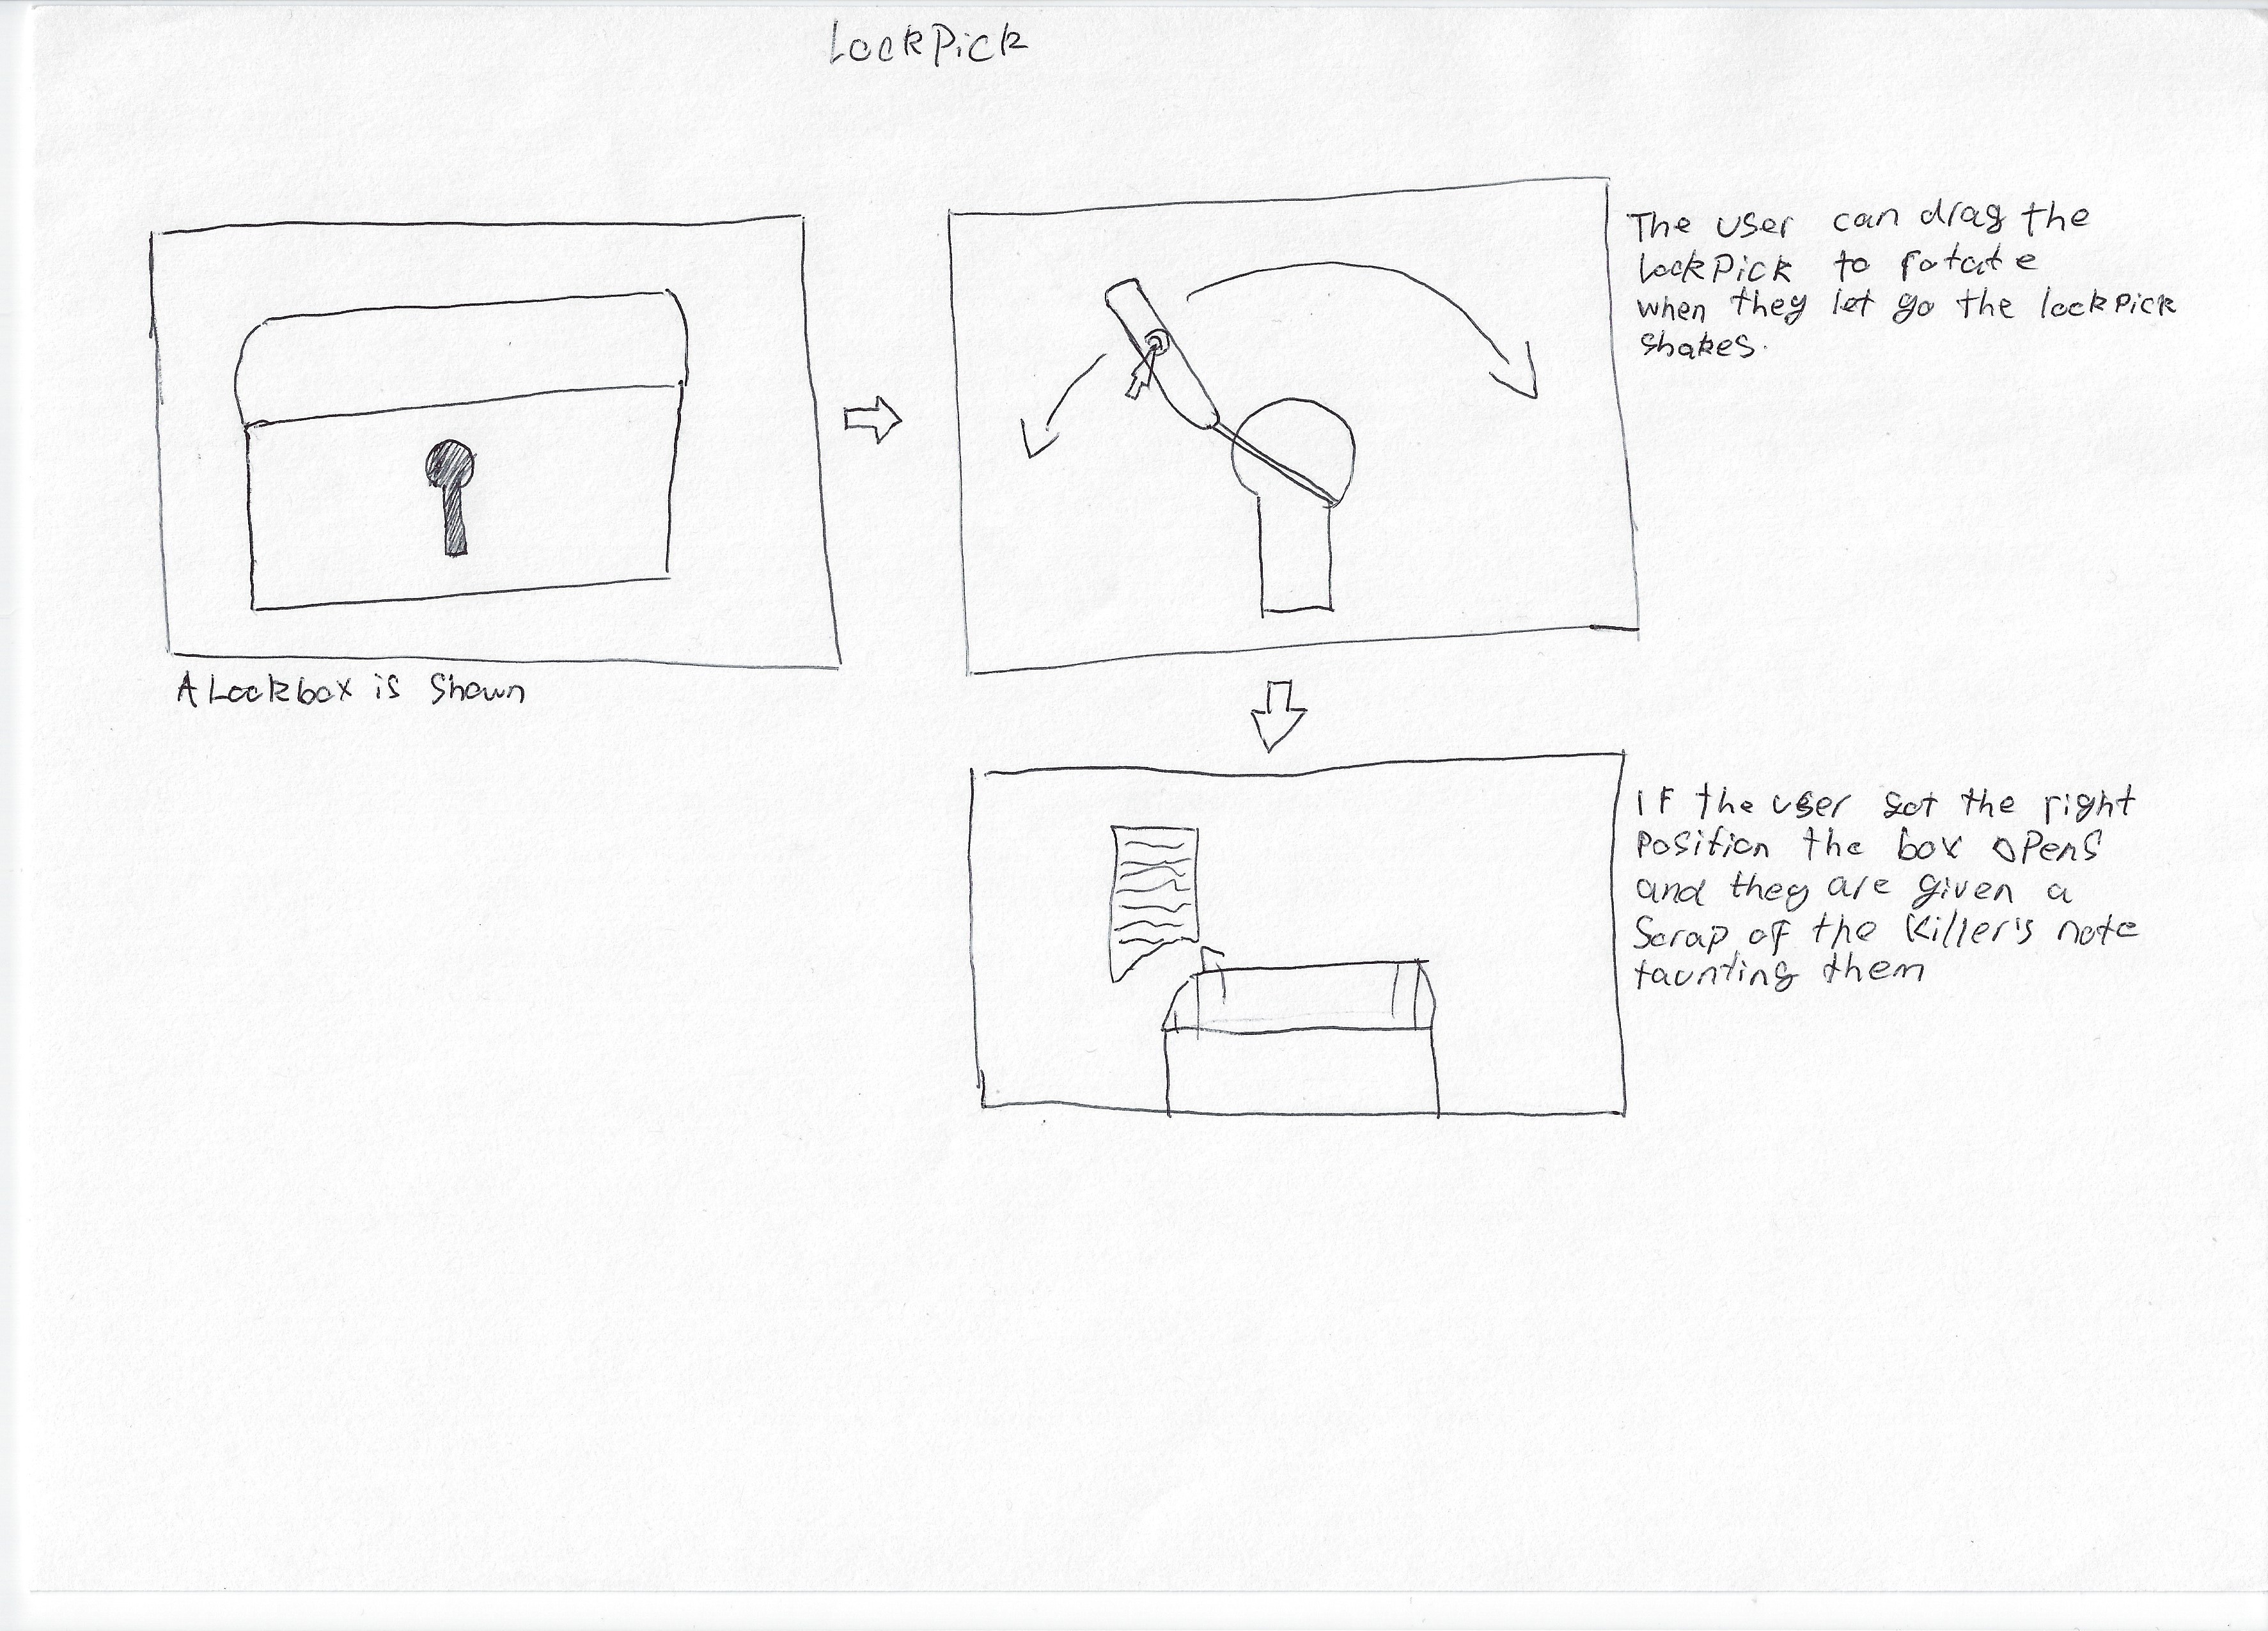 LockPick
The user can drag the
LockPick to rotate
when they let go the lockpick
shakes.
A Lockbox is shown
IF the user got the right
Position the box opens
and they are given a
Scrap of the Killer's note
taunting them